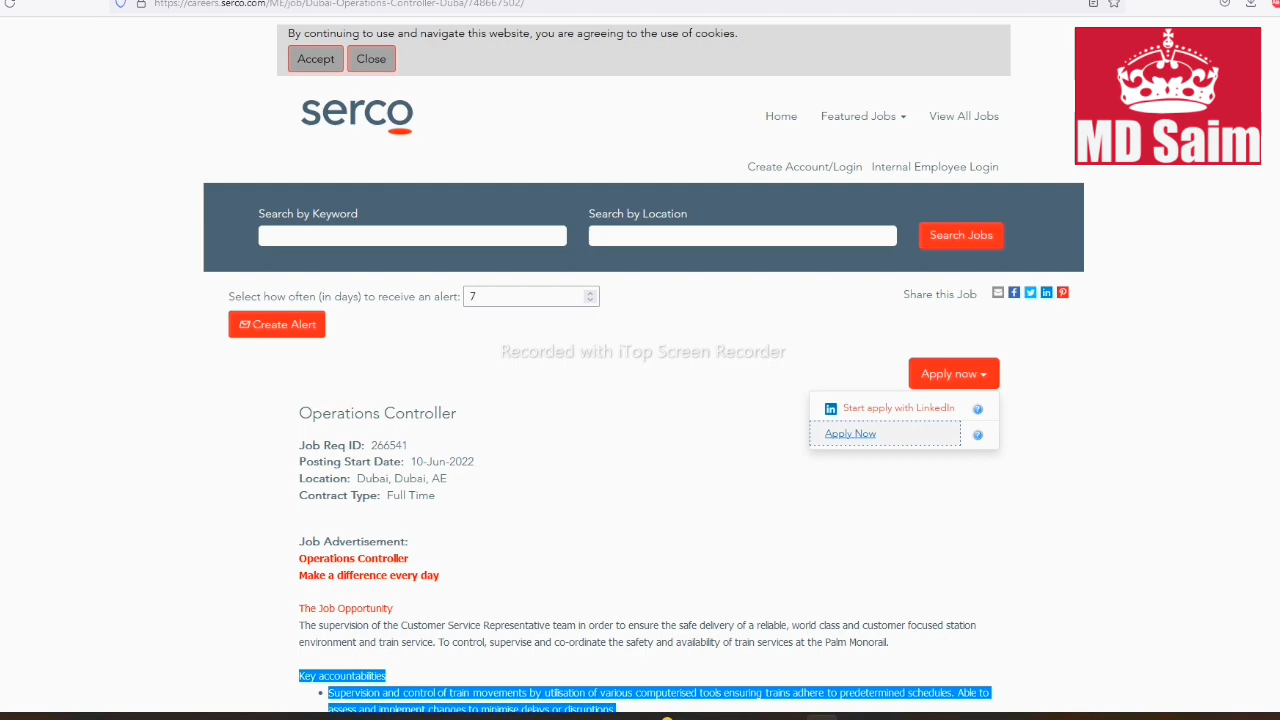 https://careers.serco.com/ME/job/Dubai-Operations-Controller-Duba/748667502/
By continuing to use and navigate this website, you are agreeing to the use of cookies.
Accept Close
serco
Home Featured Jobs View All Jobs
MD Saim
Create Account/Login Internal Employee Login
Search by Keyword Search by Location
Search Jobs
Select how often (in days) to receive an alert: 7
Share this Job
Create Alert
Recorded with iTop Screen Recorder
Apply now
in Start apply with LinkedIn ?
Apply Now ?
Operations Controller
Job Req ID: 266541
Posting Start Date: 10-Jun-2022
Location: Dubai, Dubai, AE
Contract Type: Full Time
Job Advertisement:
Operations Controller
Make a difference every day
The Job Opportunity
The supervision of the Customer Service Representative team in order to ensure the safe delivery of a reliable, world class and customer focused station
environment and train service. To control, supervise and co-ordinate the safety and availability of train services at the Palm Monorail.
Key accountabilities
• Supervision and control of train movements by utilisation of various computerised tools ensuring trains adhere to predetermined schedules. Able to
assess and implement changes to minimise delays or disruptions.